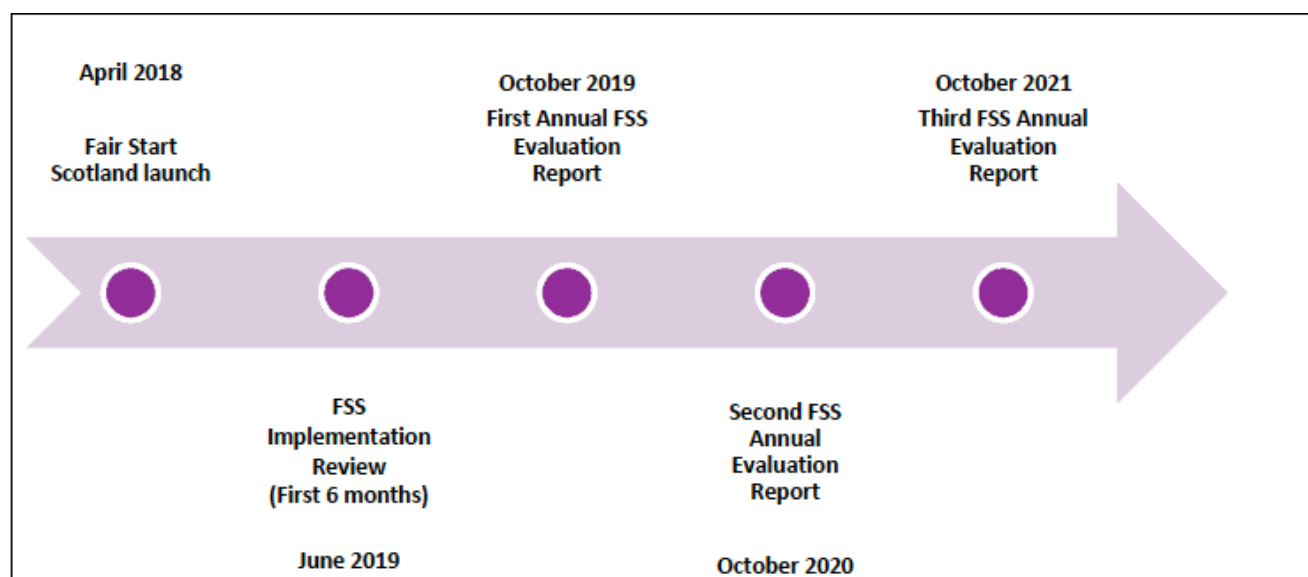 April 2018
Fair Start
Scotland launch
FSS
Implementation
Review
(First 6 months)
June 2019
October 2019
First Annual FSS
Evaluation
Report
Second FSS
Annual
Evaluation
Report
October 2020
October 2021
Third FSS Annual
Evaluation
Report